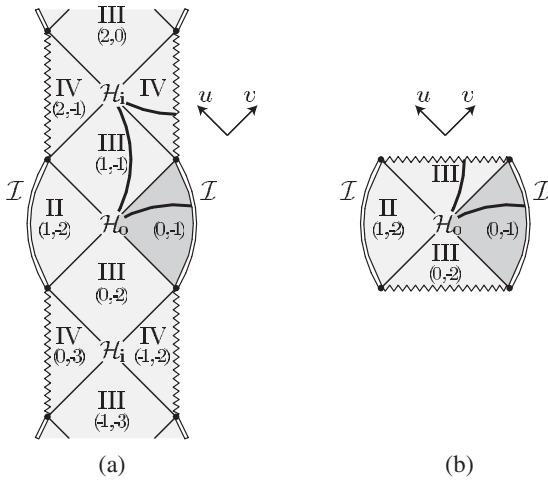 III
(2,0)
IV
(2,-1)
ℋi
IV
u v
III
(1,-1)
ℐ
ℐ
II
(1,-2)
ℋo
(0,-1)
III
(0,-2)
IV
(0,-3)
ℋi
IV
(-1,-2)
III
(-1,-3)
(a)
u v
III
ℐ
ℐ
II
(1,-2)
ℋo
(0,-1)
III
(0,-2)
(b)